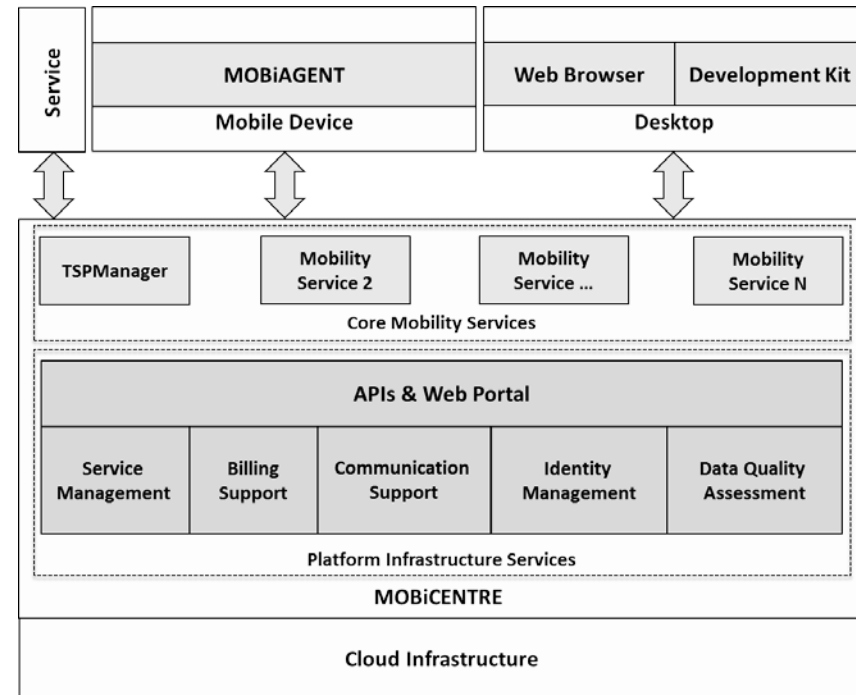 Service
MOBiAGENT
Mobile Device
Web Browser
Development Kit
Desktop
TSPManager
Mobility
Service 2
Mobility
Service ...
Mobility
Service N
Core Mobility Services
APIs & Web Portal
Service
Management
Billing
Support
Communication
Support
Identity
Management
Data Quality
Assessment
Platform Infrastructure Services
MOBiCENTRE
Cloud Infrastructure